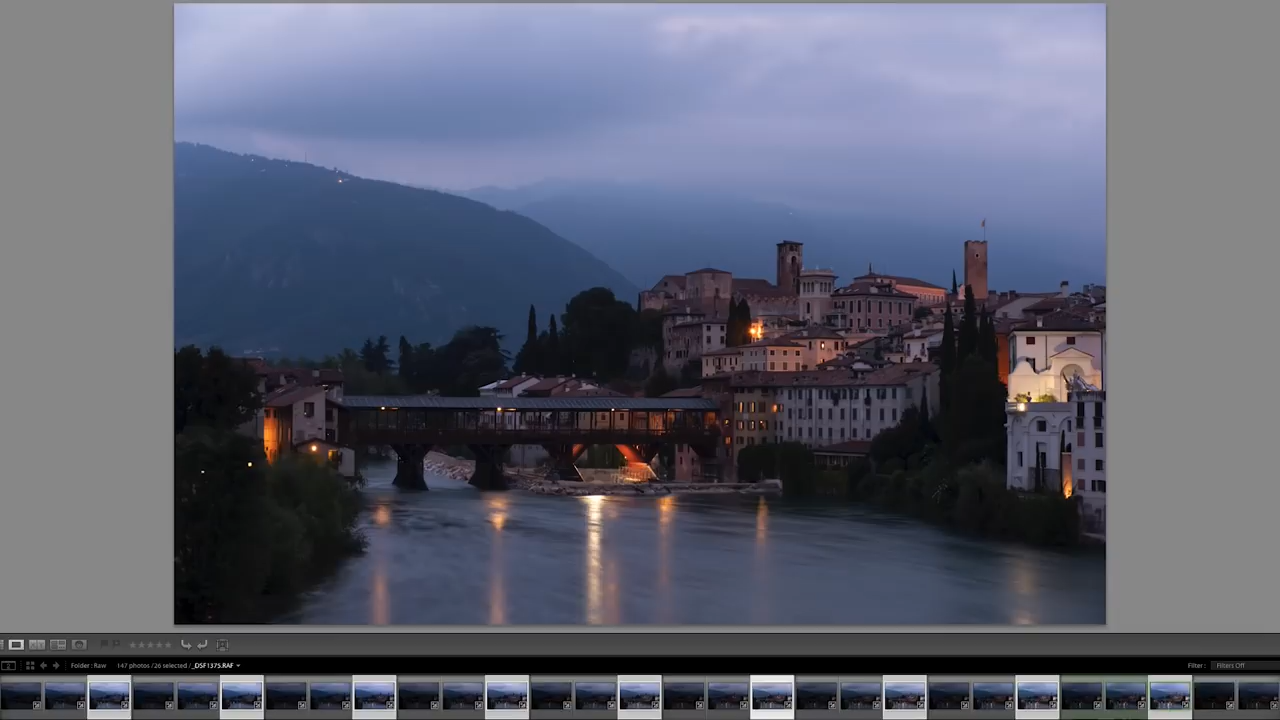 Folder : Raw 147 photos / 26 selected / _DSF1375.RAF Filter : Filters Off